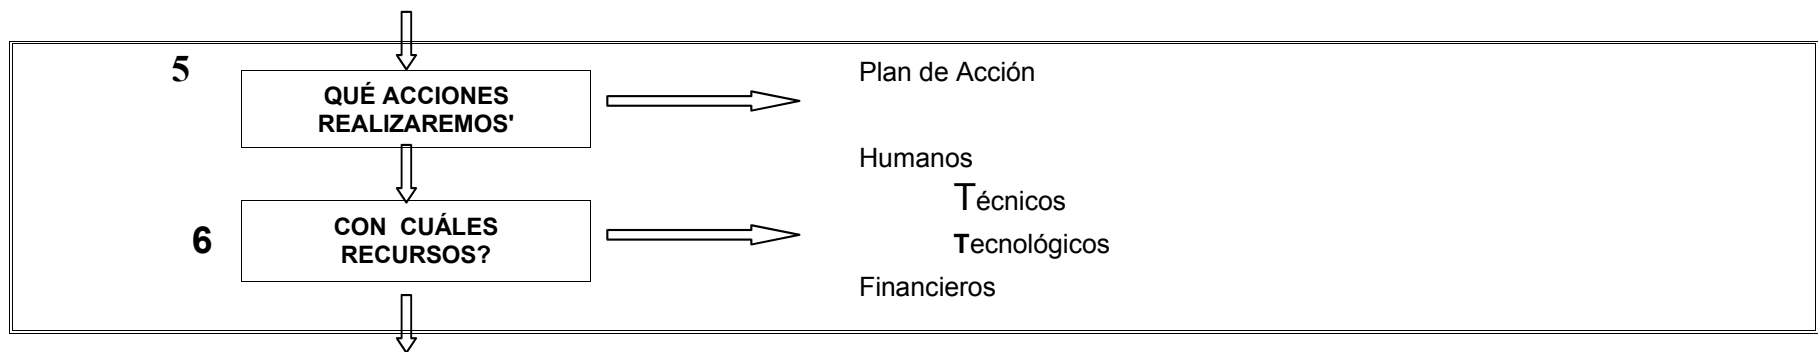 5
QUÉ ACCIONES
REALIZAREMOS'
Plan de Acción
6
CON CUÁLES
RECURSOS?
Humanos
Técnicos
Tecnológicos
Financieros